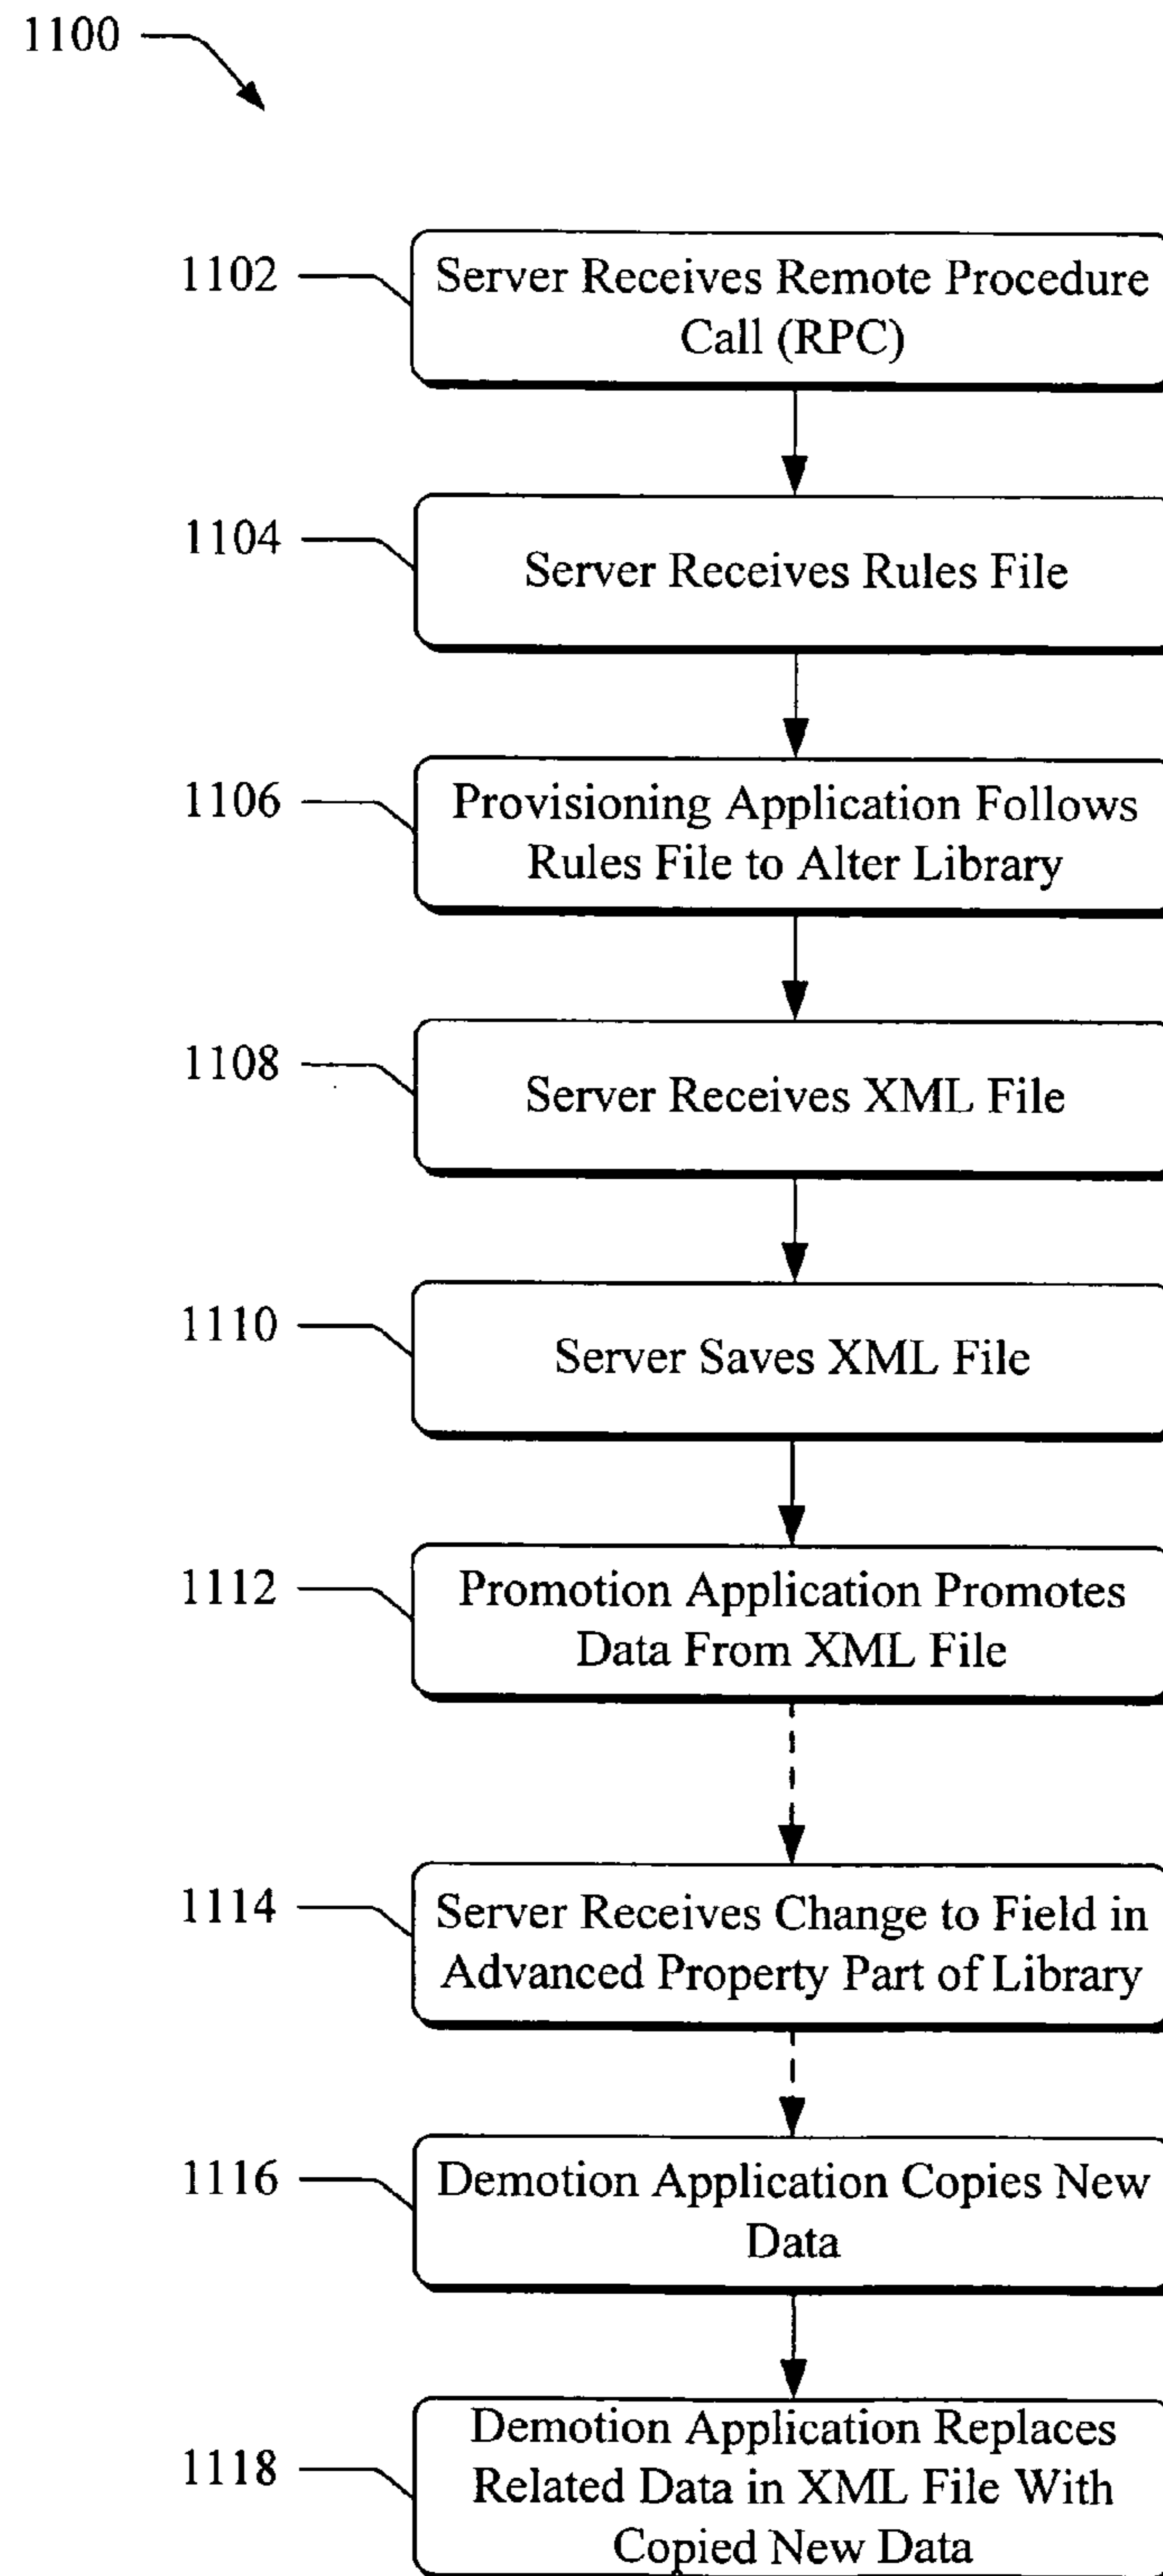 1100
1102
Server Receives Remote Procedure
Call (RPC)
1104
Server Receives Rules File
1106
Provisioning Application Follows
Rules File to Alter Library
1108
Server Receives XML File
1110
Server Saves XML File
1112
Promotion Application Promotes
Data From XML File
1114
Server Receives Change to Field in
Advanced Property Part of Library
1116
Demotion Application Copies New
Data
1118
Demotion Application Replaces
Related Data in XML File With
Copied New Data